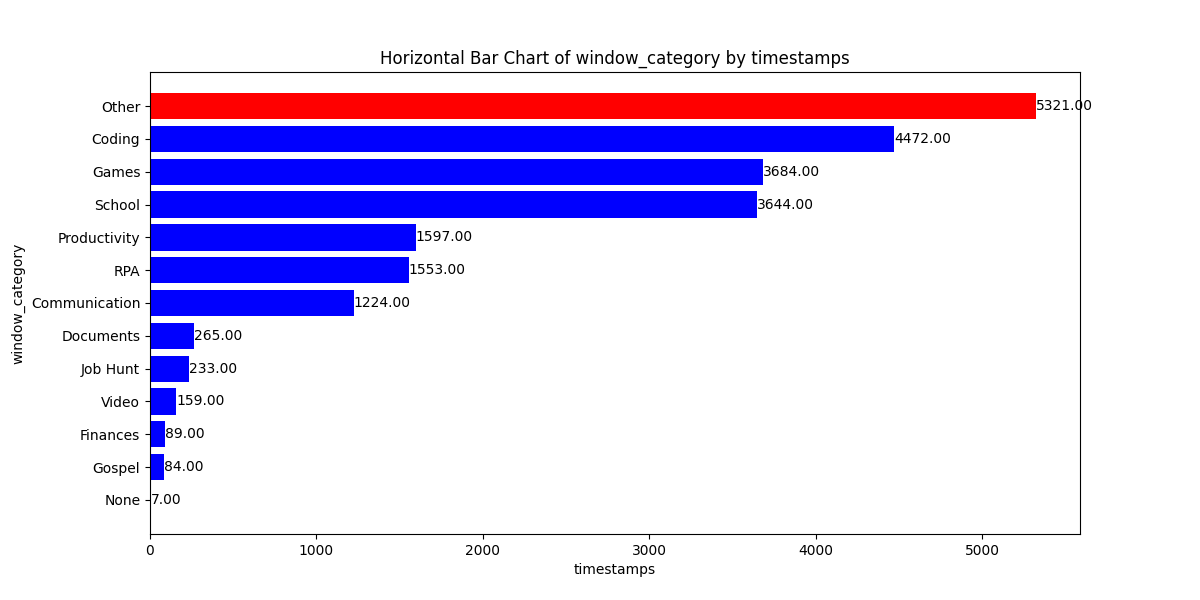 Horizontal Bar Chart of window_category by timestamps
Other 5321.00
Coding 4472.00
Games 3684.00
School 3644.00
Productivity 1597.00
RPA 1553.00
Communication 1224.00
Documents 265.00
Job Hunt 233.00
Video 159.00
Finances 89.00
Gospel 84.00
None 7.00
0 1000 2000 3000 4000 5000
timestamps
window_category